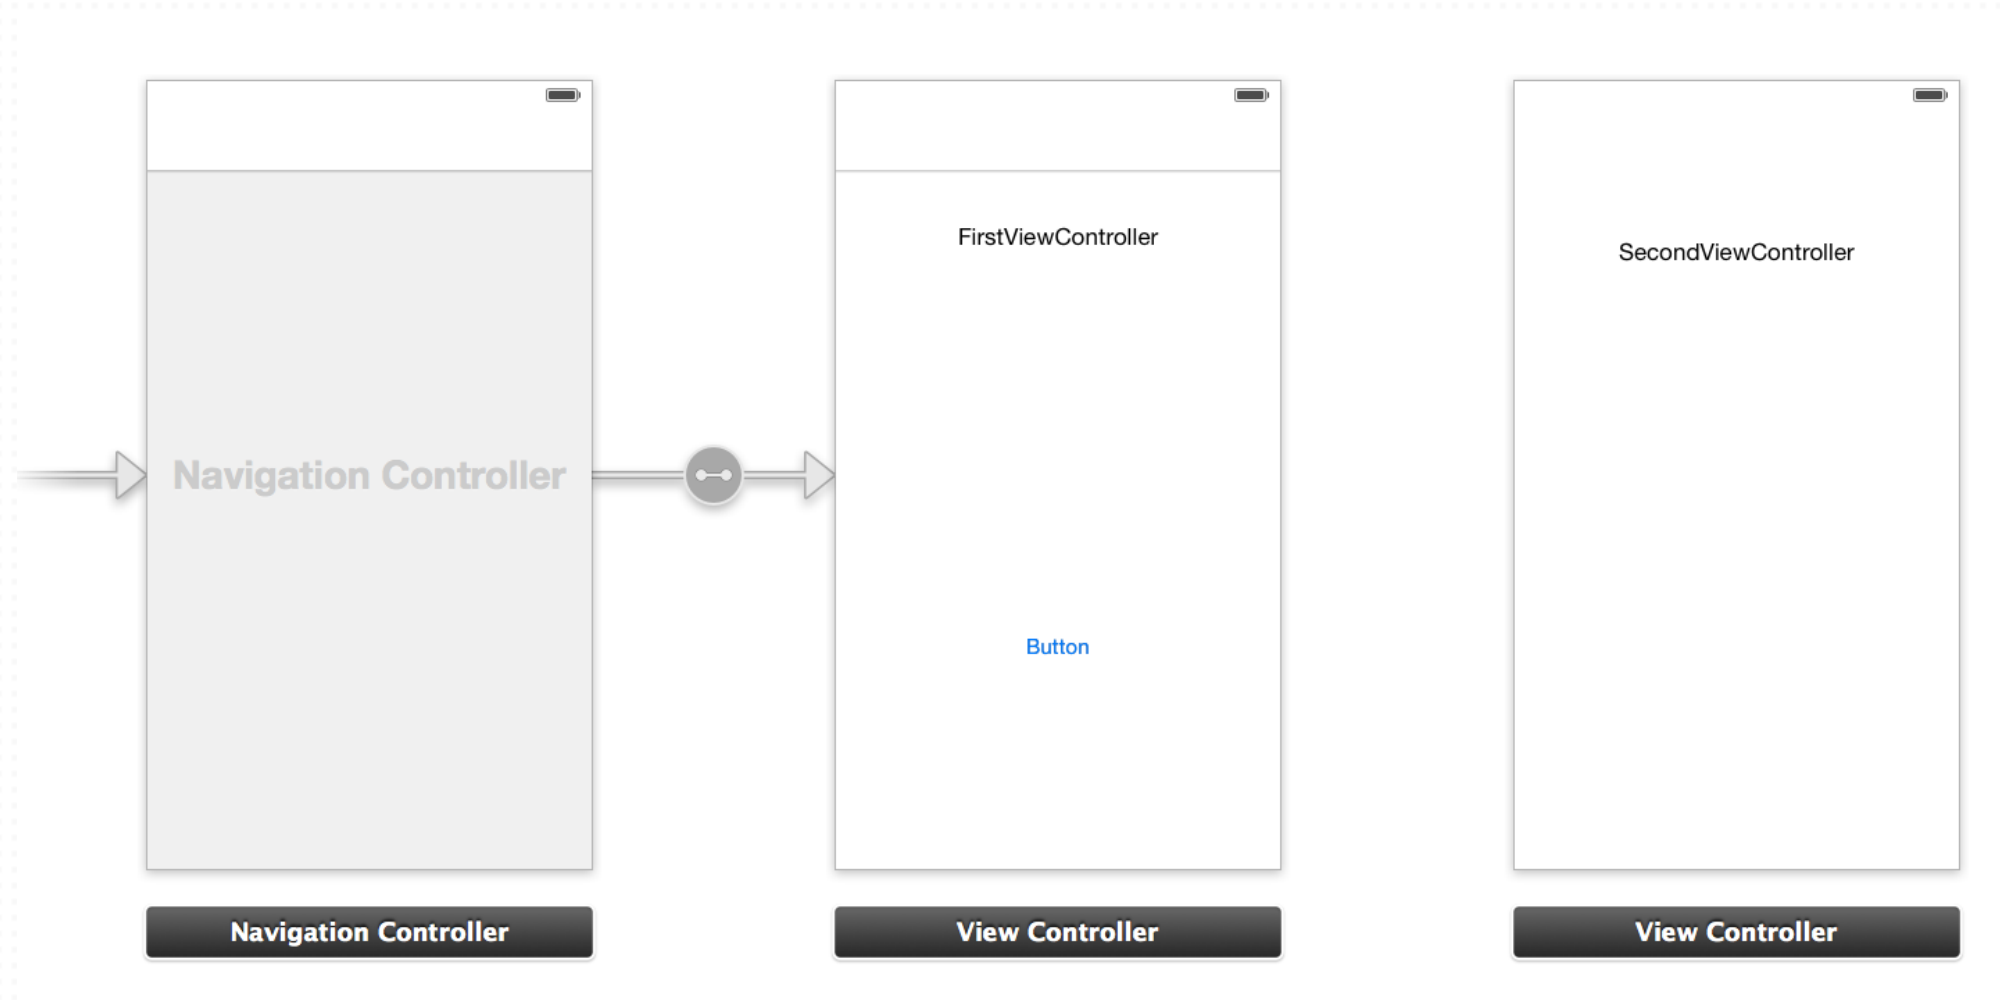 FirstViewController
SecondViewController
Navigation Controller
Button
Navigation Controller
View Controller
View Controller